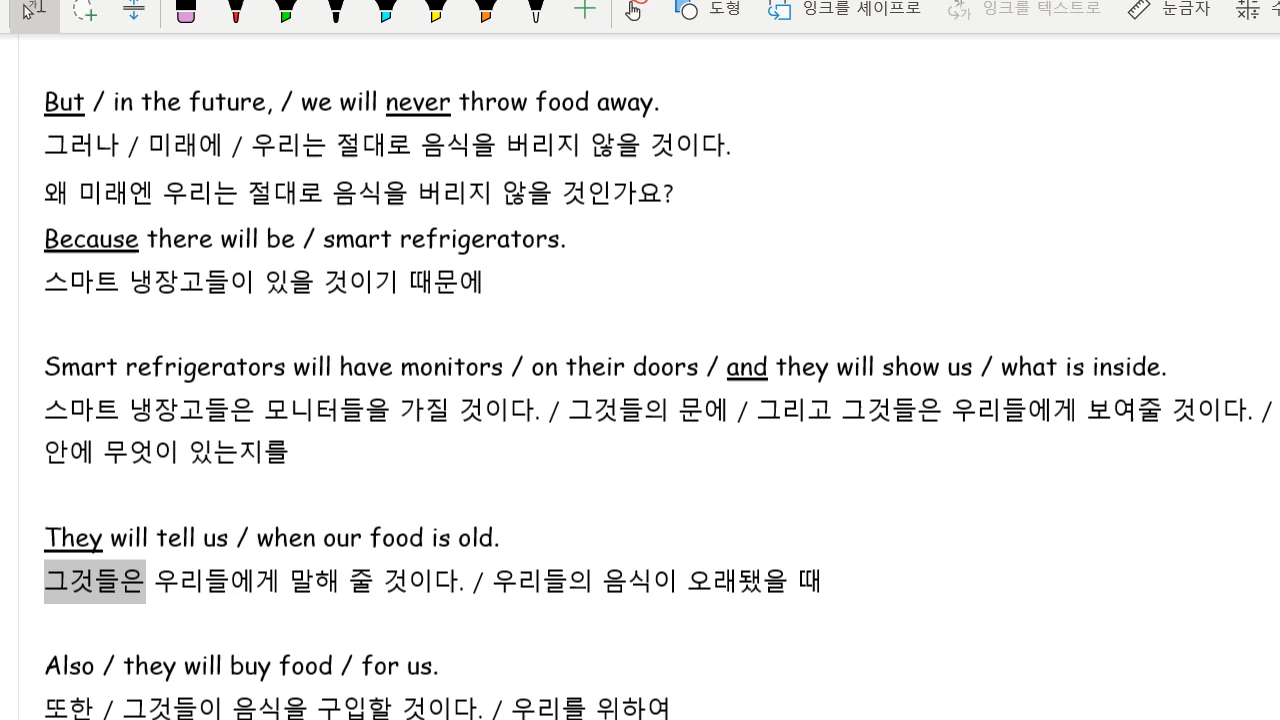 도형 잉크를 셰이프로 잉크를 텍스트로 눈금자
But / in the future, / we will never throw food away.
그러나 / 미래에 / 우리는 절대로 음식을 버리지 않을 것이다.
왜 미래엔 우리는 절대로 음식을 버리지 않을 것인가요?
Because there will be / smart refrigerators.
스마트 냉장고들이 있을 것이기 때문에
Smart refrigerators will have monitors / on their doors / and they will show us / what is inside.
스마트 냉장고들은 모니터들을 가질 것이다. / 그것들의 문에 / 그리고 그것들은 우리들에게 보여줄 것이다. /
안에 무엇이 있는지를
They will tell us / when our food is old.
그것들은 우리들에게 말해 줄 것이다. / 우리들의 음식이 오래됐을 때
Also / they will buy food / for us.
또한 / 그것들이 음식을 구입할 것이다. / 우리를 위하여